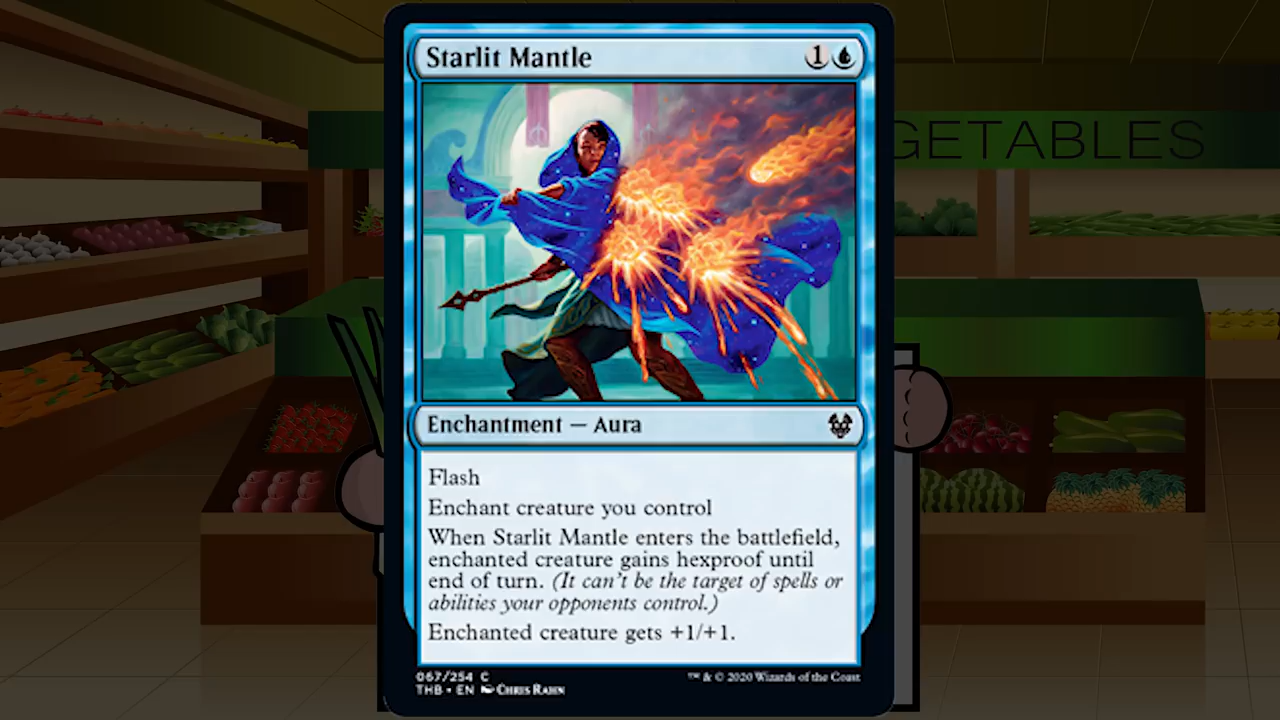 Starlit Mantle 1
GETABLES
Enchantment — Aura
Flash
Enchant creature you control
When Starlit Mantle enters the battlefield,
enchanted creature gains hexproof until
end of turn. (It can't be the target of spells or
abilities your opponents control.)
Enchanted creature gets +1/+1.
067/254 C
THB • EN Chris Rahn
™ & © 2020 Wizards of the Coast